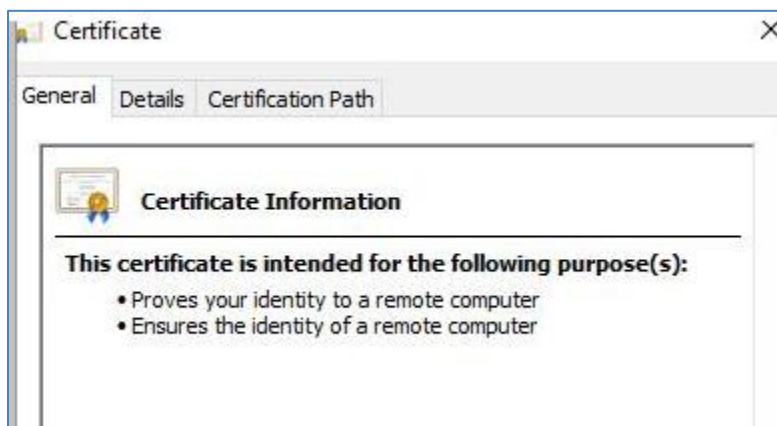 Certificate
General Details Certification Path
Certificate Information
This certificate is intended for the following purpose(s):
• Proves your identity to a remote computer
• Ensures the identity of a remote computer